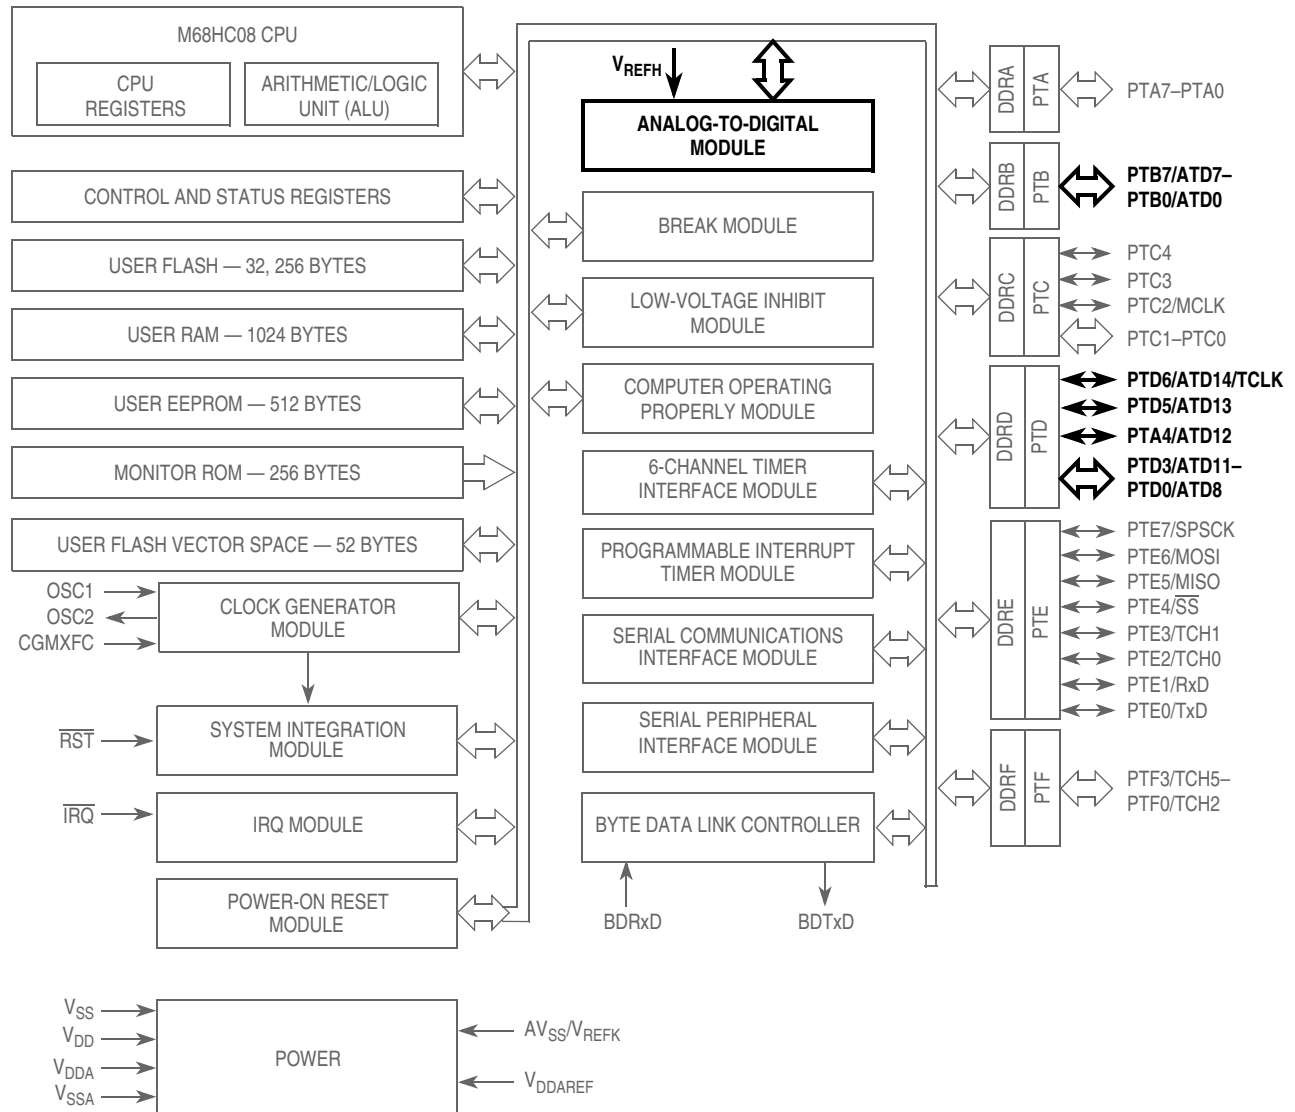 M68HC08 CPU
CPU
REGISTERS
ARITHMETIC/LOGIC
UNIT (ALU)
CONTROL AND STATUS REGISTERS
USER FLASH — 32, 256 BYTES
USER RAM — 1024 BYTES
USER EEPROM — 512 BYTES
MONITOR ROM — 256 BYTES
USER FLASH VECTOR SPACE — 52 BYTES
OSC1
OSC2
CGMXFC
CLOCK GENERATOR
MODULE
RST
SYSTEM INTEGRATION
MODULE
IRQ
IRQ MODULE
POWER-ON RESET
MODULE
VSS
VDD
VDDA
VSSA
POWER
AVSS/VREFK
VDDAREF
VREFH
ANALOG-TO-DIGITAL
MODULE
BREAK MODULE
LOW-VOLTAGE INHIBIT
MODULE
COMPUTER OPERATING
PROPERLY MODULE
6-CHANNEL TIMER
INTERFACE MODULE
PROGRAMMABLE INTERRUPT
TIMER MODULE
SERIAL COMMUNICATIONS
INTERFACE MODULE
SERIAL PERIPHERAL
INTERFACE MODULE
BYTE DATA LINK CONTROLLER
BDRxD
BDTxD
DDRA
PTA
PTA7–PTA0
DDRB
PTB
PTB7/ATD7–
PTB0/ATD0
DDRC
PTC
PTC4
PTC3
PTC2/MCLK
PTC1–PTC0
DDRD
PTD
PTD6/ATD14/TCLK
PTD5/ATD13
PTA4/ATD12
PTD3/ATD11–
PTD0/ATD8
DDRE
PTE
PTE7/SPSCK
PTE6/MOSI
PTE5/MISO
PTE4/SS
PTE3/TCH1
PTE2/TCH0
PTE1/RxD
PTE0/TxD
DDRF
PTF
PTF3/TCH5–
PTF0/TCH2